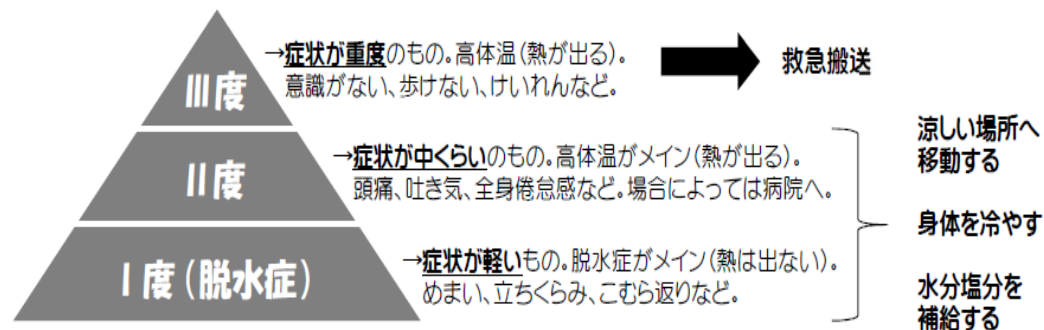 Ⅲ度
→症状が重度のもの。高体温(熱が出る)。
意識がない、歩けない、けいれんなど。
救急搬送
Ⅱ度
→症状が中くらいのもの。高体温がメイン(熱が出る)。
頭痛、吐き気、全身倦怠感など。場合によっては病院へ。
Ⅰ度(脱水症)
→症状が軽いもの。脱水症がメイン(熱は出ない)。
めまい、立ちくらみ、こむら返りなど。
涼しい場所へ
移動する
身体を冷やす
水分塩分を
補給する